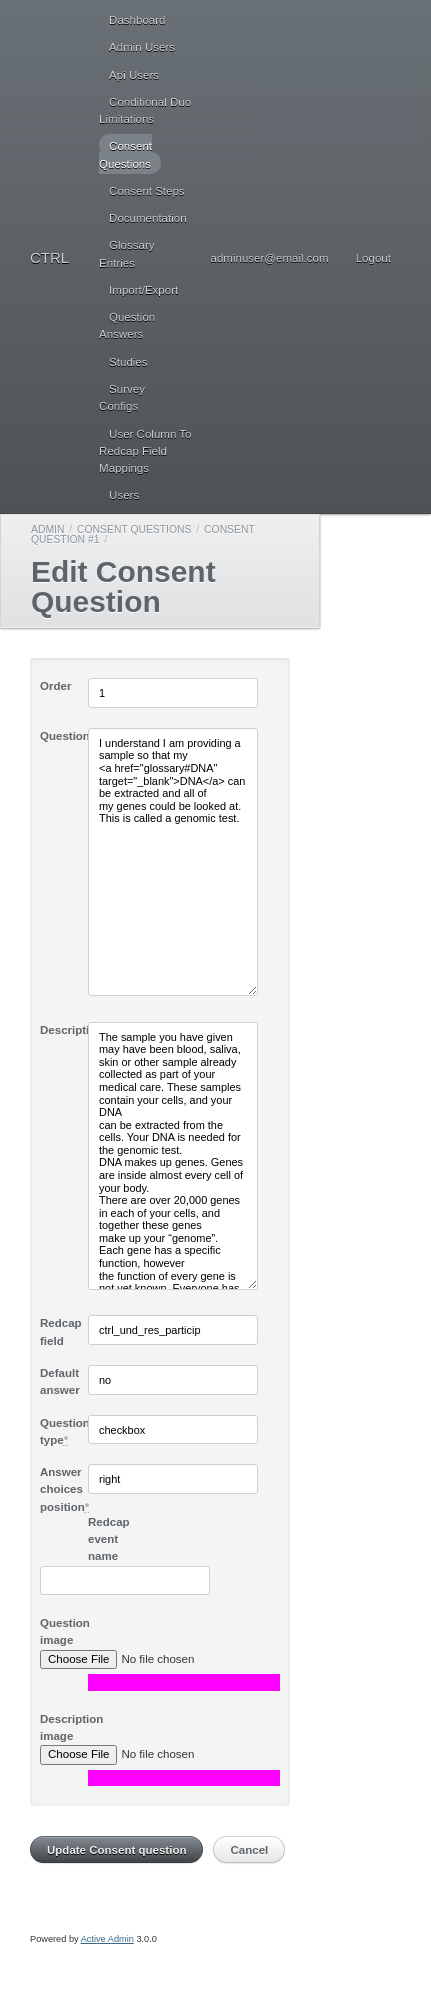 Dashboard
Admin Users
Api Users
Conditional Duo
Limitations
Consent
Questions
Consent Steps
Documentation
Glossary
Entries
CTRL
adminuser@email.com
Logout
Import/Export
Question
Answers
Studies
Survey
Configs
User Column To
Redcap Field
Mappings
Users
ADMIN / CONSENT QUESTIONS / CONSENT
QUESTION #1 /
Edit Consent
Question
Order
1
Question
I understand I am providing a
sample so that my
<a href="glossary#DNA"
target="_blank">DNA</a> can
be extracted and all of
my genes could be looked at.
This is called a genomic test.
The sample you have given
may have been blood, saliva,
skin or other sample already
collected as part of your
medical care. These samples
contain your cells, and your
DNA
can be extracted from the
cells. Your DNA is needed for
the genomic test.
DNA makes up genes. Genes
are inside almost every cell of
your body.
There are over 20,000 genes
in each of your cells, and
together these genes
make up your “genome”.
Each gene has a specific
function, however
the function of every gene is
not yet known. Everyone has
Redcap
field
ctrl_und_res_particip
Default
answer
no
Question
type*
checkbox
Answer
choices
position*
right
Redcap
event
name
Question
image
Choose File No file chosen
Description
image
Choose File No file chosen
Update Consent question
Cancel
Powered by Active Admin 3.0.0